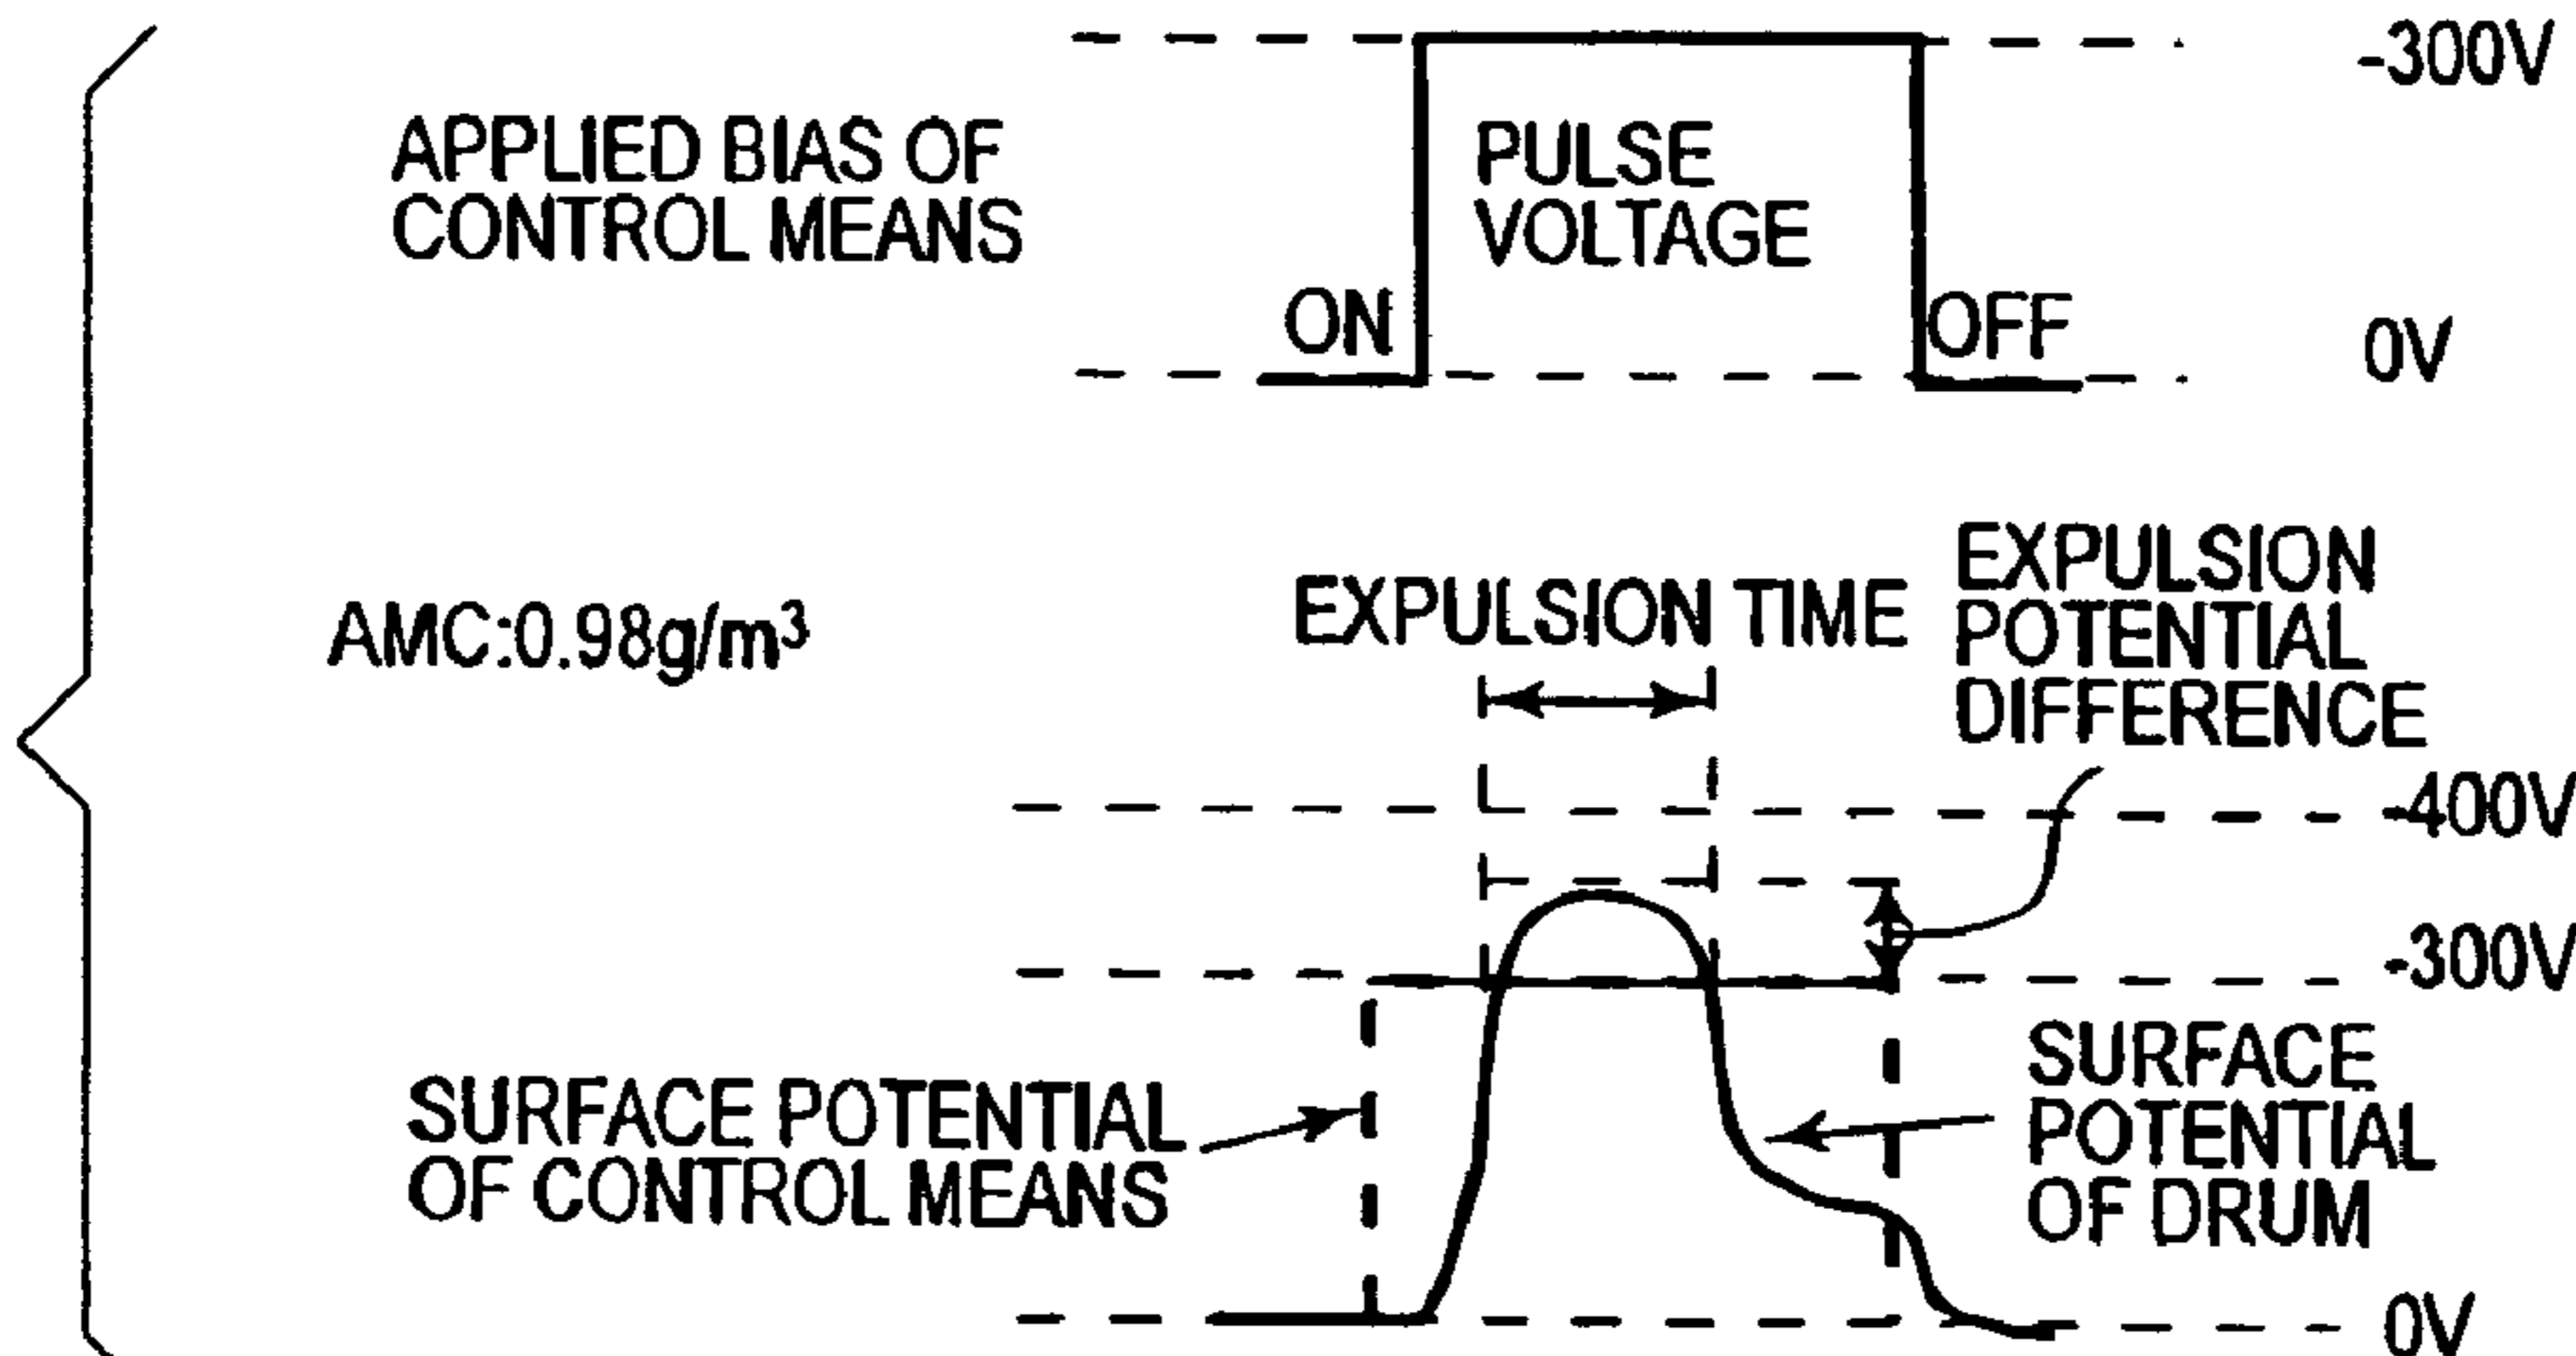 -300V
APPLIED BIAS OF
CONTROL MEANS
PULSE
VOLTAGE
ON
OFF
0V
AMC:0.98g/m³
EXPULSION TIME
EXPULSION
POTENTIAL
DIFFERENCE
-400V
-300V
SURFACE POTENTIAL
OF CONTROL MEANS
SURFACE
POTENTIAL
OF DRUM
0V